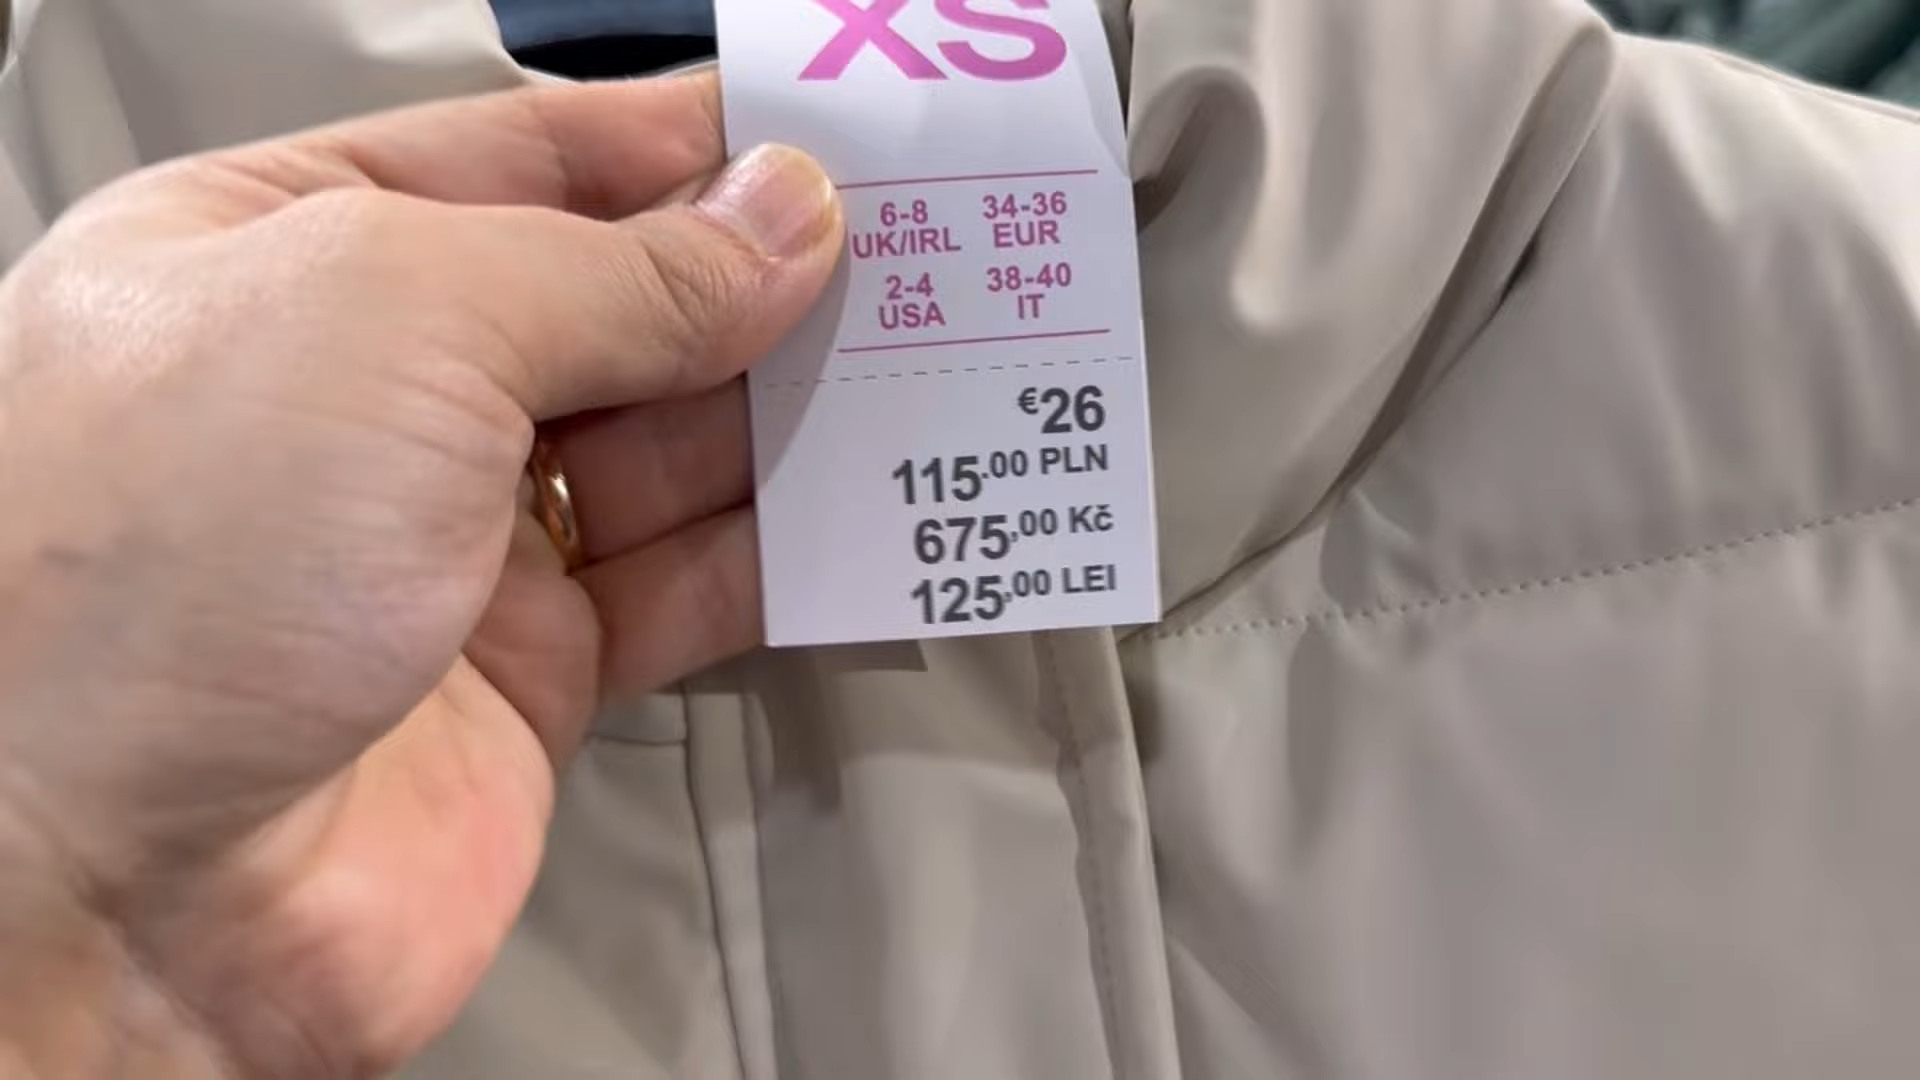 XS
6-8 34-36
UK/IRL EUR
2-4 38-40
USA IT
€26
115.00 PLN
675,00 Kč
125,00 LEI